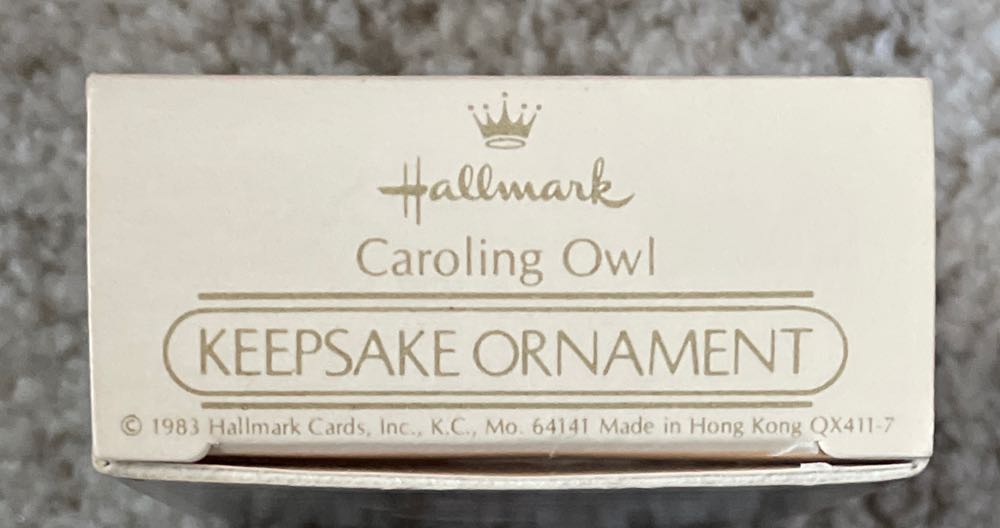 Hallmark
Caroling Owl
KEEPSAKE ORNAMENT
© 1983 Hallmark Cards, Inc., K.C., Mo. 64141 Made in Hong Kong QX411-7